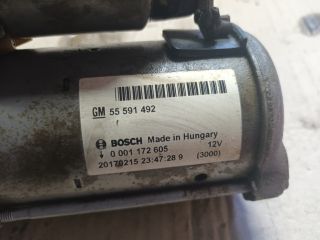 GM 55 591 492
r
BOSCH Made in Hungary
0 001 172 605 12V
20170215 23:47:28 9 (3000)